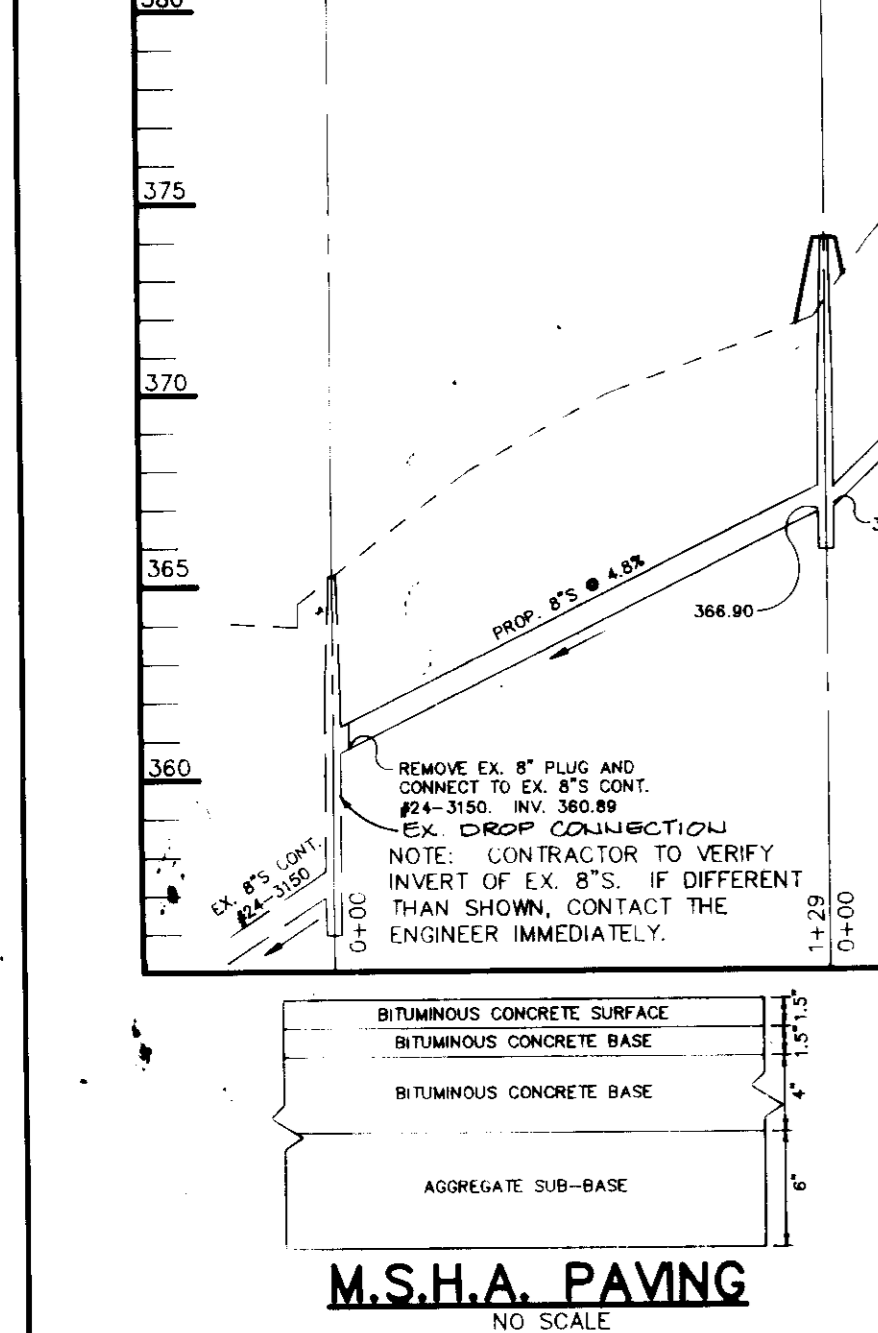 380
375
370
365
360
PROP. 8"S @ 4.8%
366.90
REMOVE EX. 8" PLUG AND
CONNECT TO EX. 8"S CONT.
#24-3150. INV. 360.89
EX. DROP CONNECTION
NOTE: CONTRACTOR TO VERIFY
INVERT OF EX. 8"S. IF DIFFERENT
THAN SHOWN, CONTACT THE
ENGINEER IMMEDIATELY.
EX. 8"S CONT.
#24-3150
0+00
1+29
0+00
BITUMINOUS CONCRETE SURFACE
1.5"
BITUMINOUS CONCRETE BASE
1.5"
BITUMINOUS CONCRETE BASE
4"
AGGREGATE SUB-BASE
6"
M.S.H.A. PAVING
NO SCALE